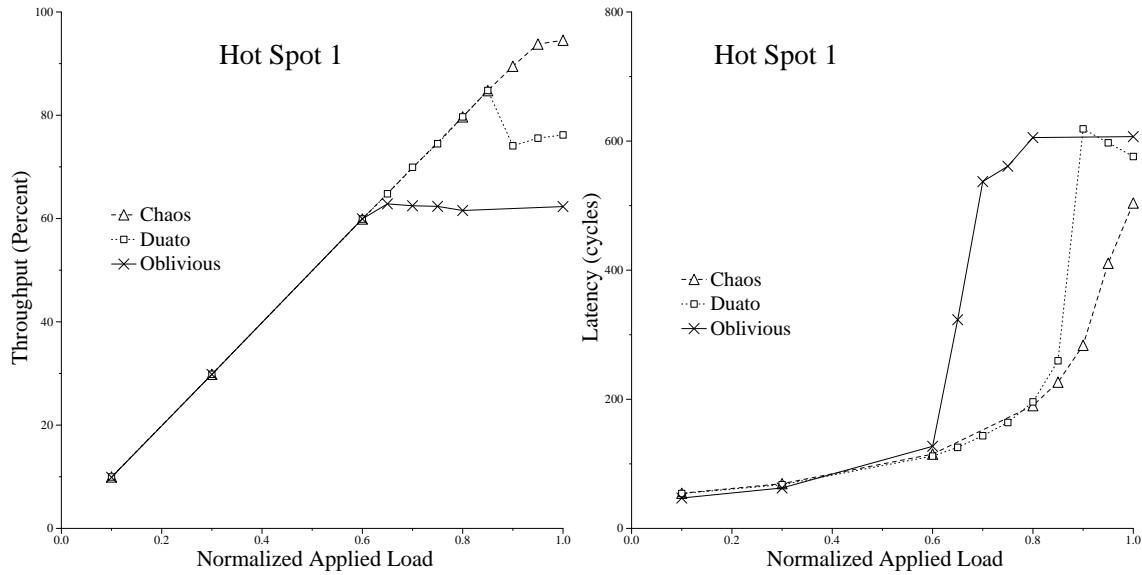 100
80
60
40
20
0
Throughput (Percent)
Hot Spot 1
Chaos
Duato
Oblivious
0.0 0.2 0.4 0.6 0.8 1.0
Normalized Applied Load
800
600
400
200
0
Latency (cycles)
Hot Spot 1
Chaos
Duato
Oblivious
0.0 0.2 0.4 0.6 0.8 1.0
Normalized Applied Load